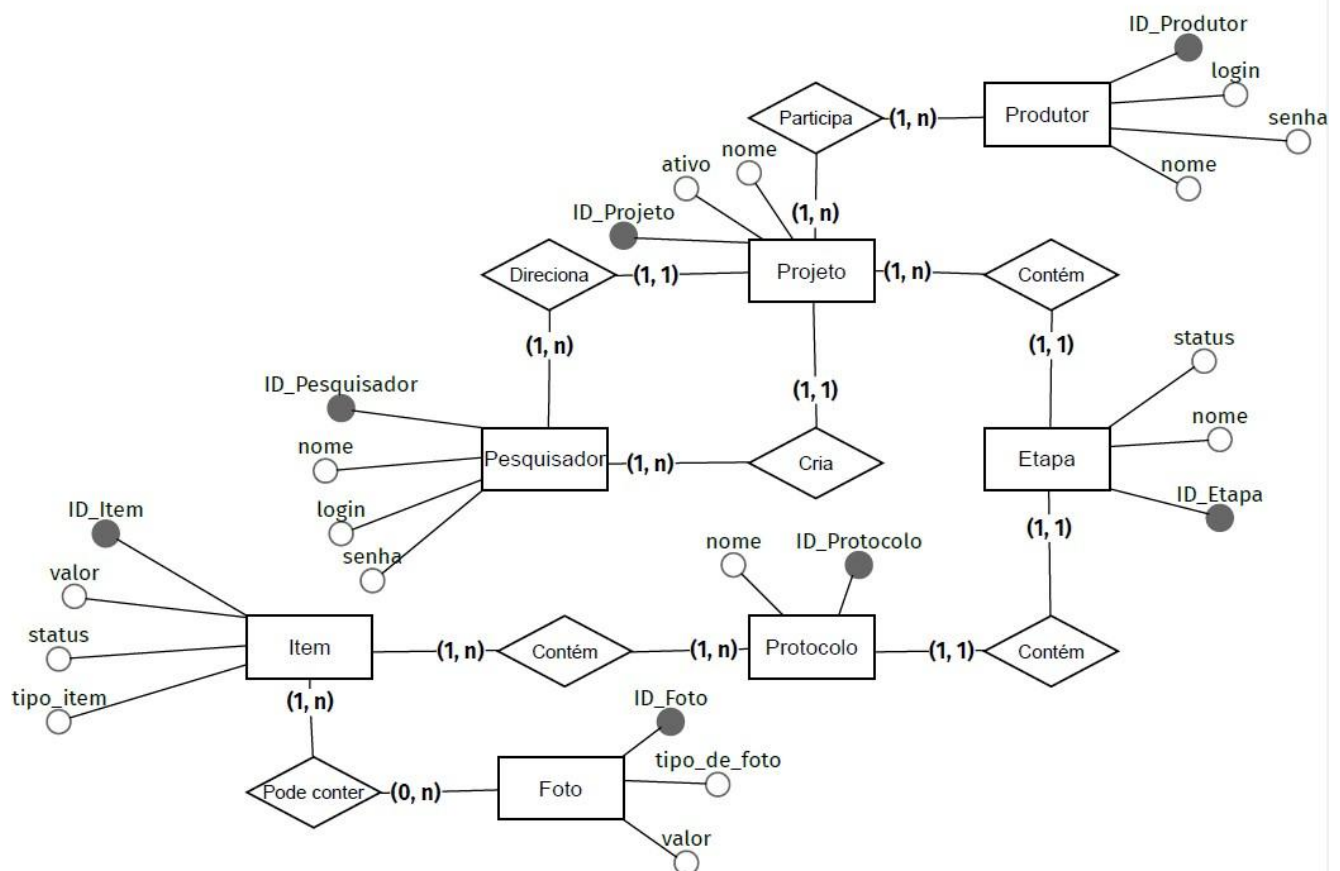 ID_Produtor
login
senha
Produtor
nome
Participa
(1, n)
(1, n)
nome
ativo
ID_Projeto
Projeto
Direciona
(1, 1)
(1, n)
Contém
(1, n)
(1, 1)
(1, 1)
status
nome
Etapa
ID_Etapa
ID_Pesquisador
nome
Pesquisador
login
senha
(1, n)
Cria
(1, 1)
ID_Item
valor
status
tipo_item
Item
(1, n)
Contém
(1, n)
nome
ID_Protocolo
Protocolo
(1, 1)
Contém
(1, n)
Pode conter
(0, n)
ID_Foto
tipo_de_foto
Foto
valor